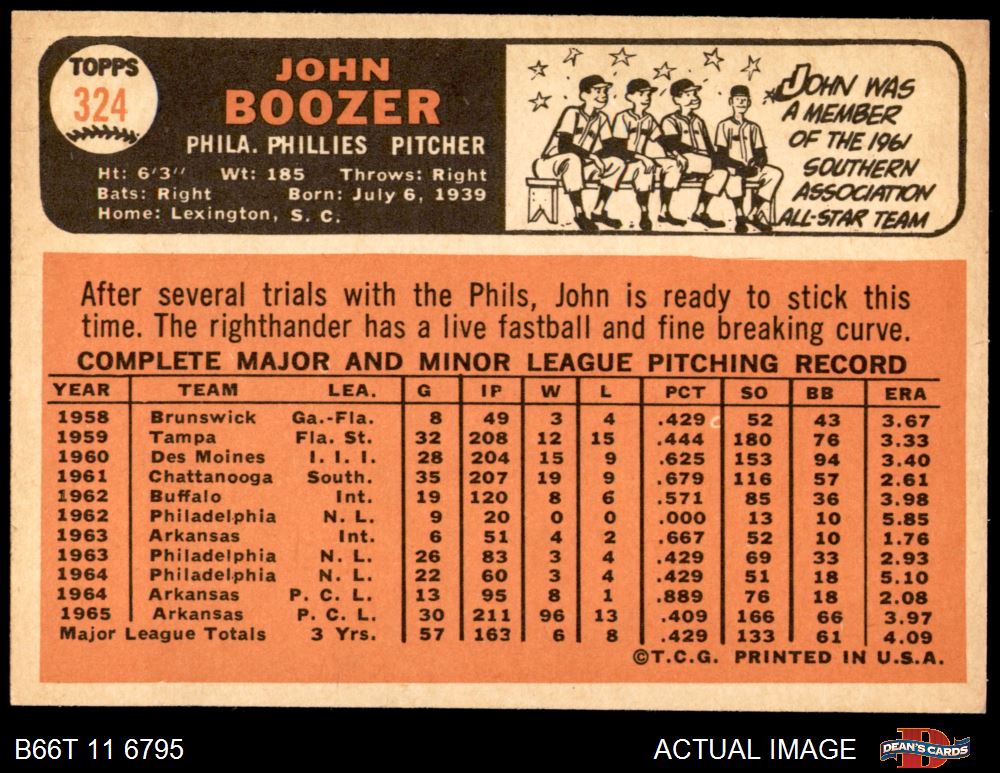 TOPPS
324
JOHN
BOOZER
PHILA. PHILLIES PITCHER
Ht: 6'3" Wt: 185 Throws: Right
Bats: Right Born: July 6, 1939
Home: Lexington, S. C.
JOHN WAS
A MEMBER
OF THE 1961
SOUTHERN
ASSOCIATION
ALL-STAR TEAM
After several trials with the Phils, John is ready to stick this
time. The righthander has a live fastball and fine breaking curve.
COMPLETE MAJOR AND MINOR LEAGUE PITCHING RECORD
YEAR TEAM LEA. G IP W L PCT SO BB ERA
1958 Brunswick Ga.-Fla. 8 49 3 4 .429 52 43 3.67
1959 Tampa Fla. St. 32 208 12 15 .444 180 76 3.33
1960 Des Moines I. I. I. 28 204 15 9 .625 153 94 3.40
1961 Chattanooga South. 35 207 19 9 .679 116 57 2.61
1962 Buffalo Int. 19 120 8 6 .571 85 36 3.98
1962 Philadelphia N. L. 9 20 0 0 .000 13 10 5.85
1963 Arkansas Int. 6 51 4 2 .667 52 10 1.76
1963 Philadelphia N. L. 26 83 3 4 .429 69 33 2.93
1964 Philadelphia N. L. 22 60 3 4 .429 51 18 5.10
1964 Arkansas P. C. L. 13 95 8 1 .889 76 18 2.08
1965 Arkansas P. C. L. 30 211 96 13 .409 166 66 3.97
Major League Totals 3 Yrs. 57 163 6 8 .429 133 61 4.09
©T.C.G. PRINTED IN U.S.A.
B66T 11 6795
ACTUAL IMAGE
DEAN'S CARDS